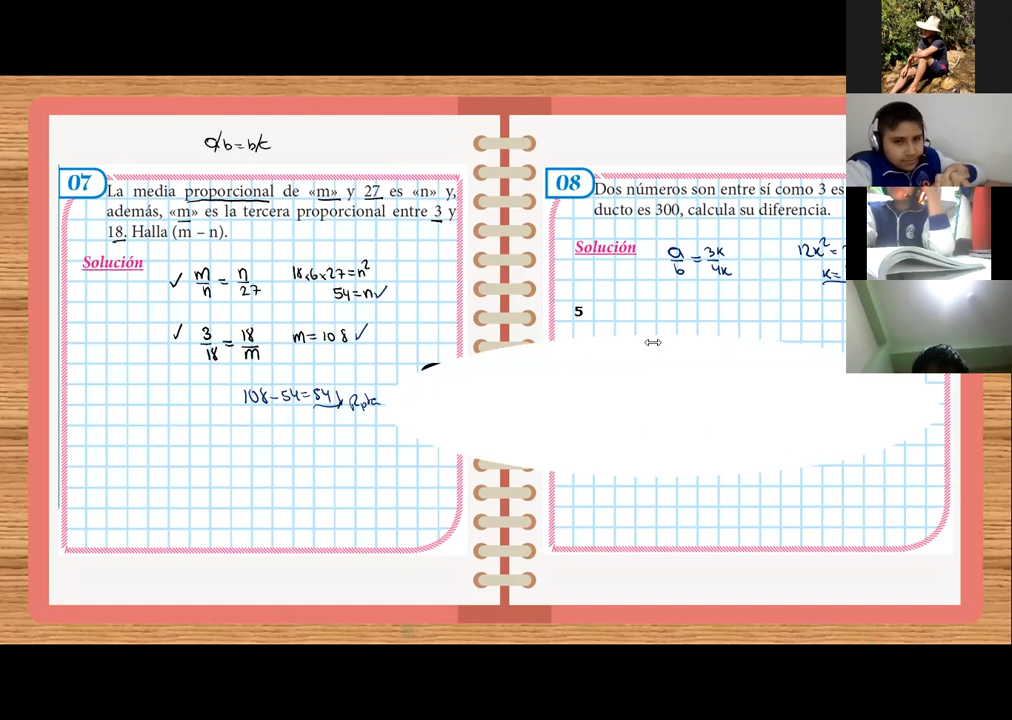 a/b = b/c
07
La media proporcional de «m» y 27 es «n» y,
además, «m» es la tercera proporcional entre 3 y
18. Halla (m – n).
Solución
✓ m/n = n/27
18x6x27 = n²
54 = n ✓
✓ 3/18 = 18/m
m = 108 ✓
108 – 54 = 54 Rpta
08
Dos números son entre sí como 3 es
ducto es 300, calcula su diferencia.
Solución
a/b = 3k/4k
12k² =
k =
5